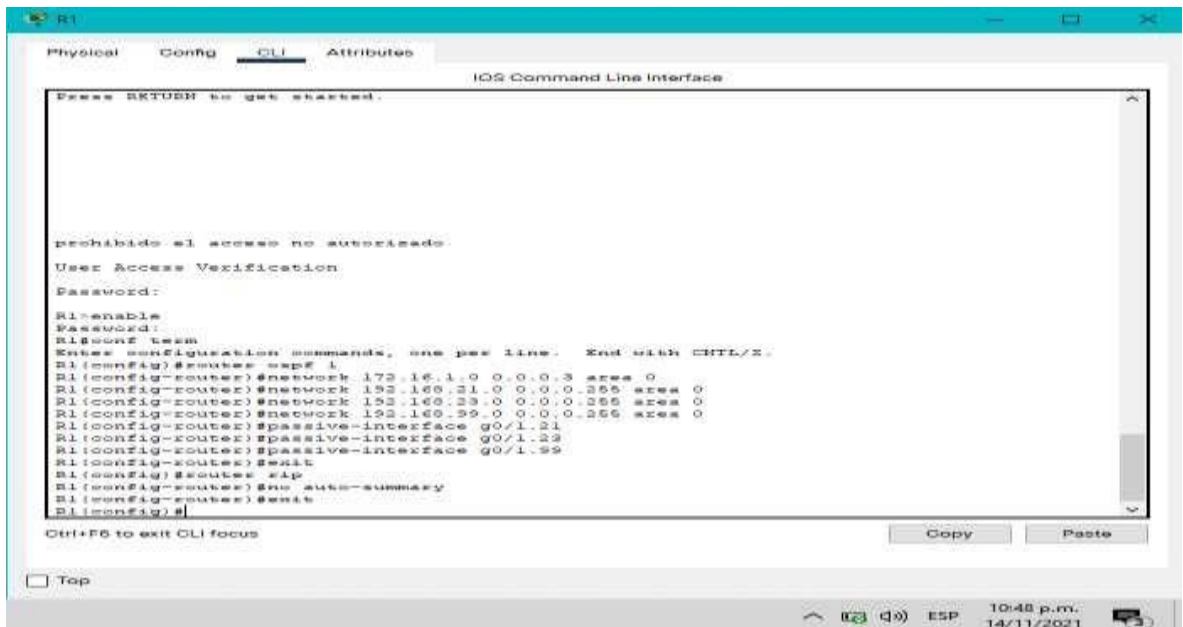 R1
Physical Config CLI Attributes
IOS Command Line Interface
Press RETURN to get started.
prohibido el acceso no autorizado
User Access Verification
Password:
R1>enable
Password:
R1#conf term
Enter configuration commands, one per line. End with CNTL/Z.
R1(config)#router ospf 1
R1(config-router)#network 172.16.1.0 0.0.0.3 area 0
R1(config-router)#network 192.168.21.0 0.0.0.255 area 0
R1(config-router)#network 192.168.23.0 0.0.0.255 area 0
R1(config-router)#network 192.168.99.0 0.0.0.255 area 0
R1(config-router)#passive-interface g0/1.21
R1(config-router)#passive-interface g0/1.23
R1(config-router)#passive-interface g0/1.99
R1(config-router)#exit
R1(config)#router rip
R1(config-router)#no auto-summary
R1(config-router)#exit
R1(config)#
Ctrl+F6 to exit CLI focus
Copy Paste
Top
ESP 10:48 p.m.
14/11/2021
3